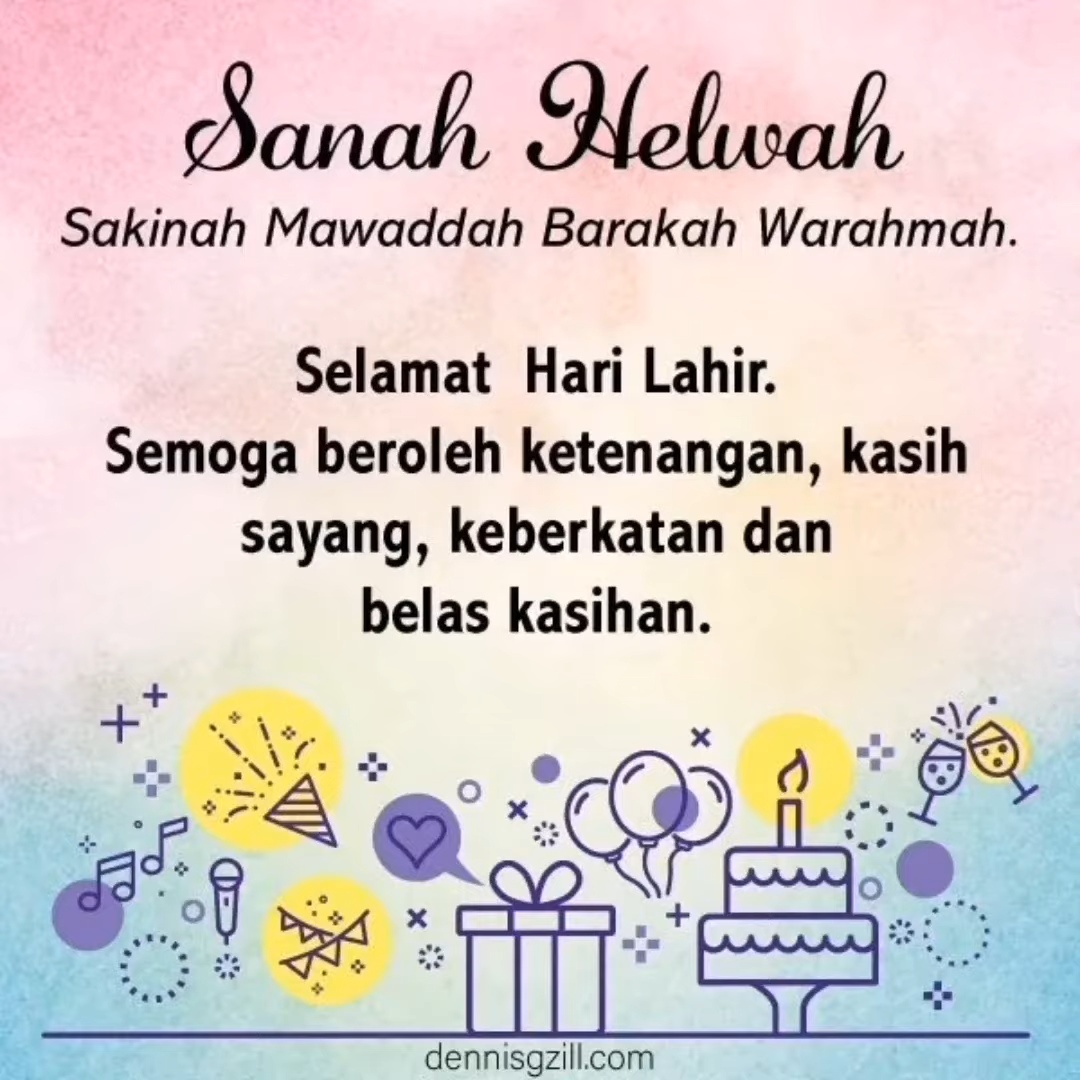 Sanah Helwah
Sakinah Mawaddah Barakah Warahmah.
Selamat Hari Lahir.
Semoga beroleh ketenangan, kasih
sayang, keberkatan dan
belas kasihan.
dennisgzill.com